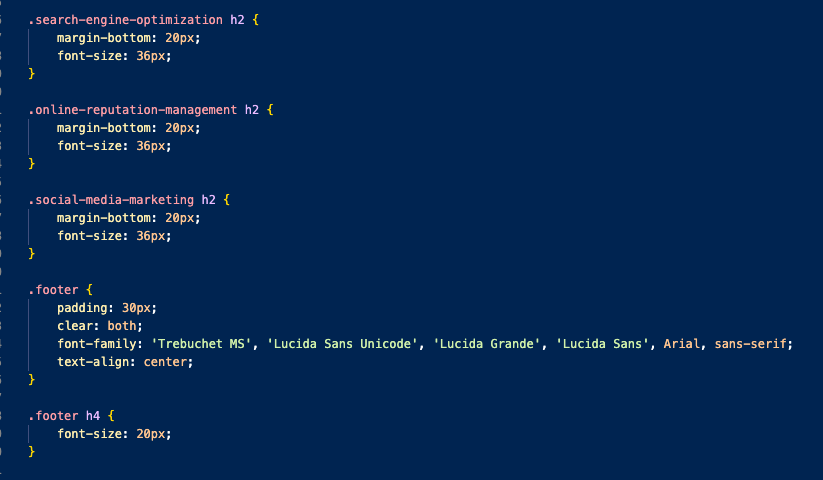 .search-engine-optimization h2 {
margin-bottom: 20px;
font-size: 36px;
}
.online-reputation-management h2 {
margin-bottom: 20px;
font-size: 36px;
}
.social-media-marketing h2 {
margin-bottom: 20px;
font-size: 36px;
}
.footer {
padding: 30px;
clear: both;
font-family: 'Trebuchet MS', 'Lucida Sans Unicode', 'Lucida Grande', 'Lucida Sans', Arial, sans-serif;
text-align: center;
}
.footer h4 {
font-size: 20px;
}